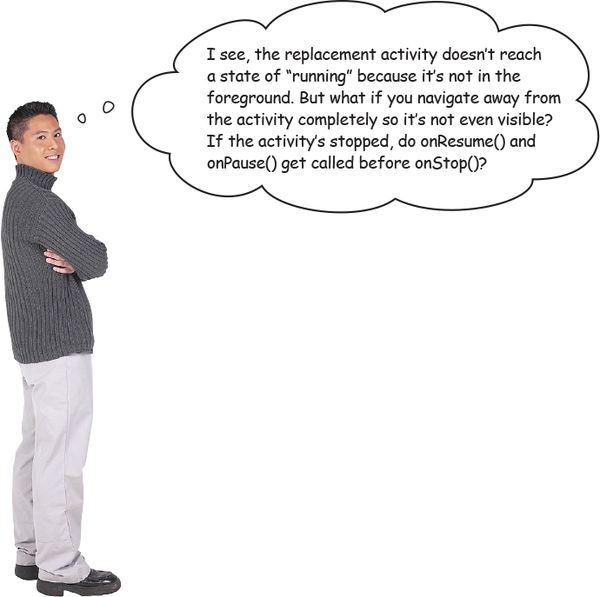 I see, the replacement activity doesn’t reach
a state of “running” because it’s not in the
foreground. But what if you navigate away from
the activity completely so it’s not even visible?
If the activity’s stopped, do onResume() and
onPause() get called before onStop()?